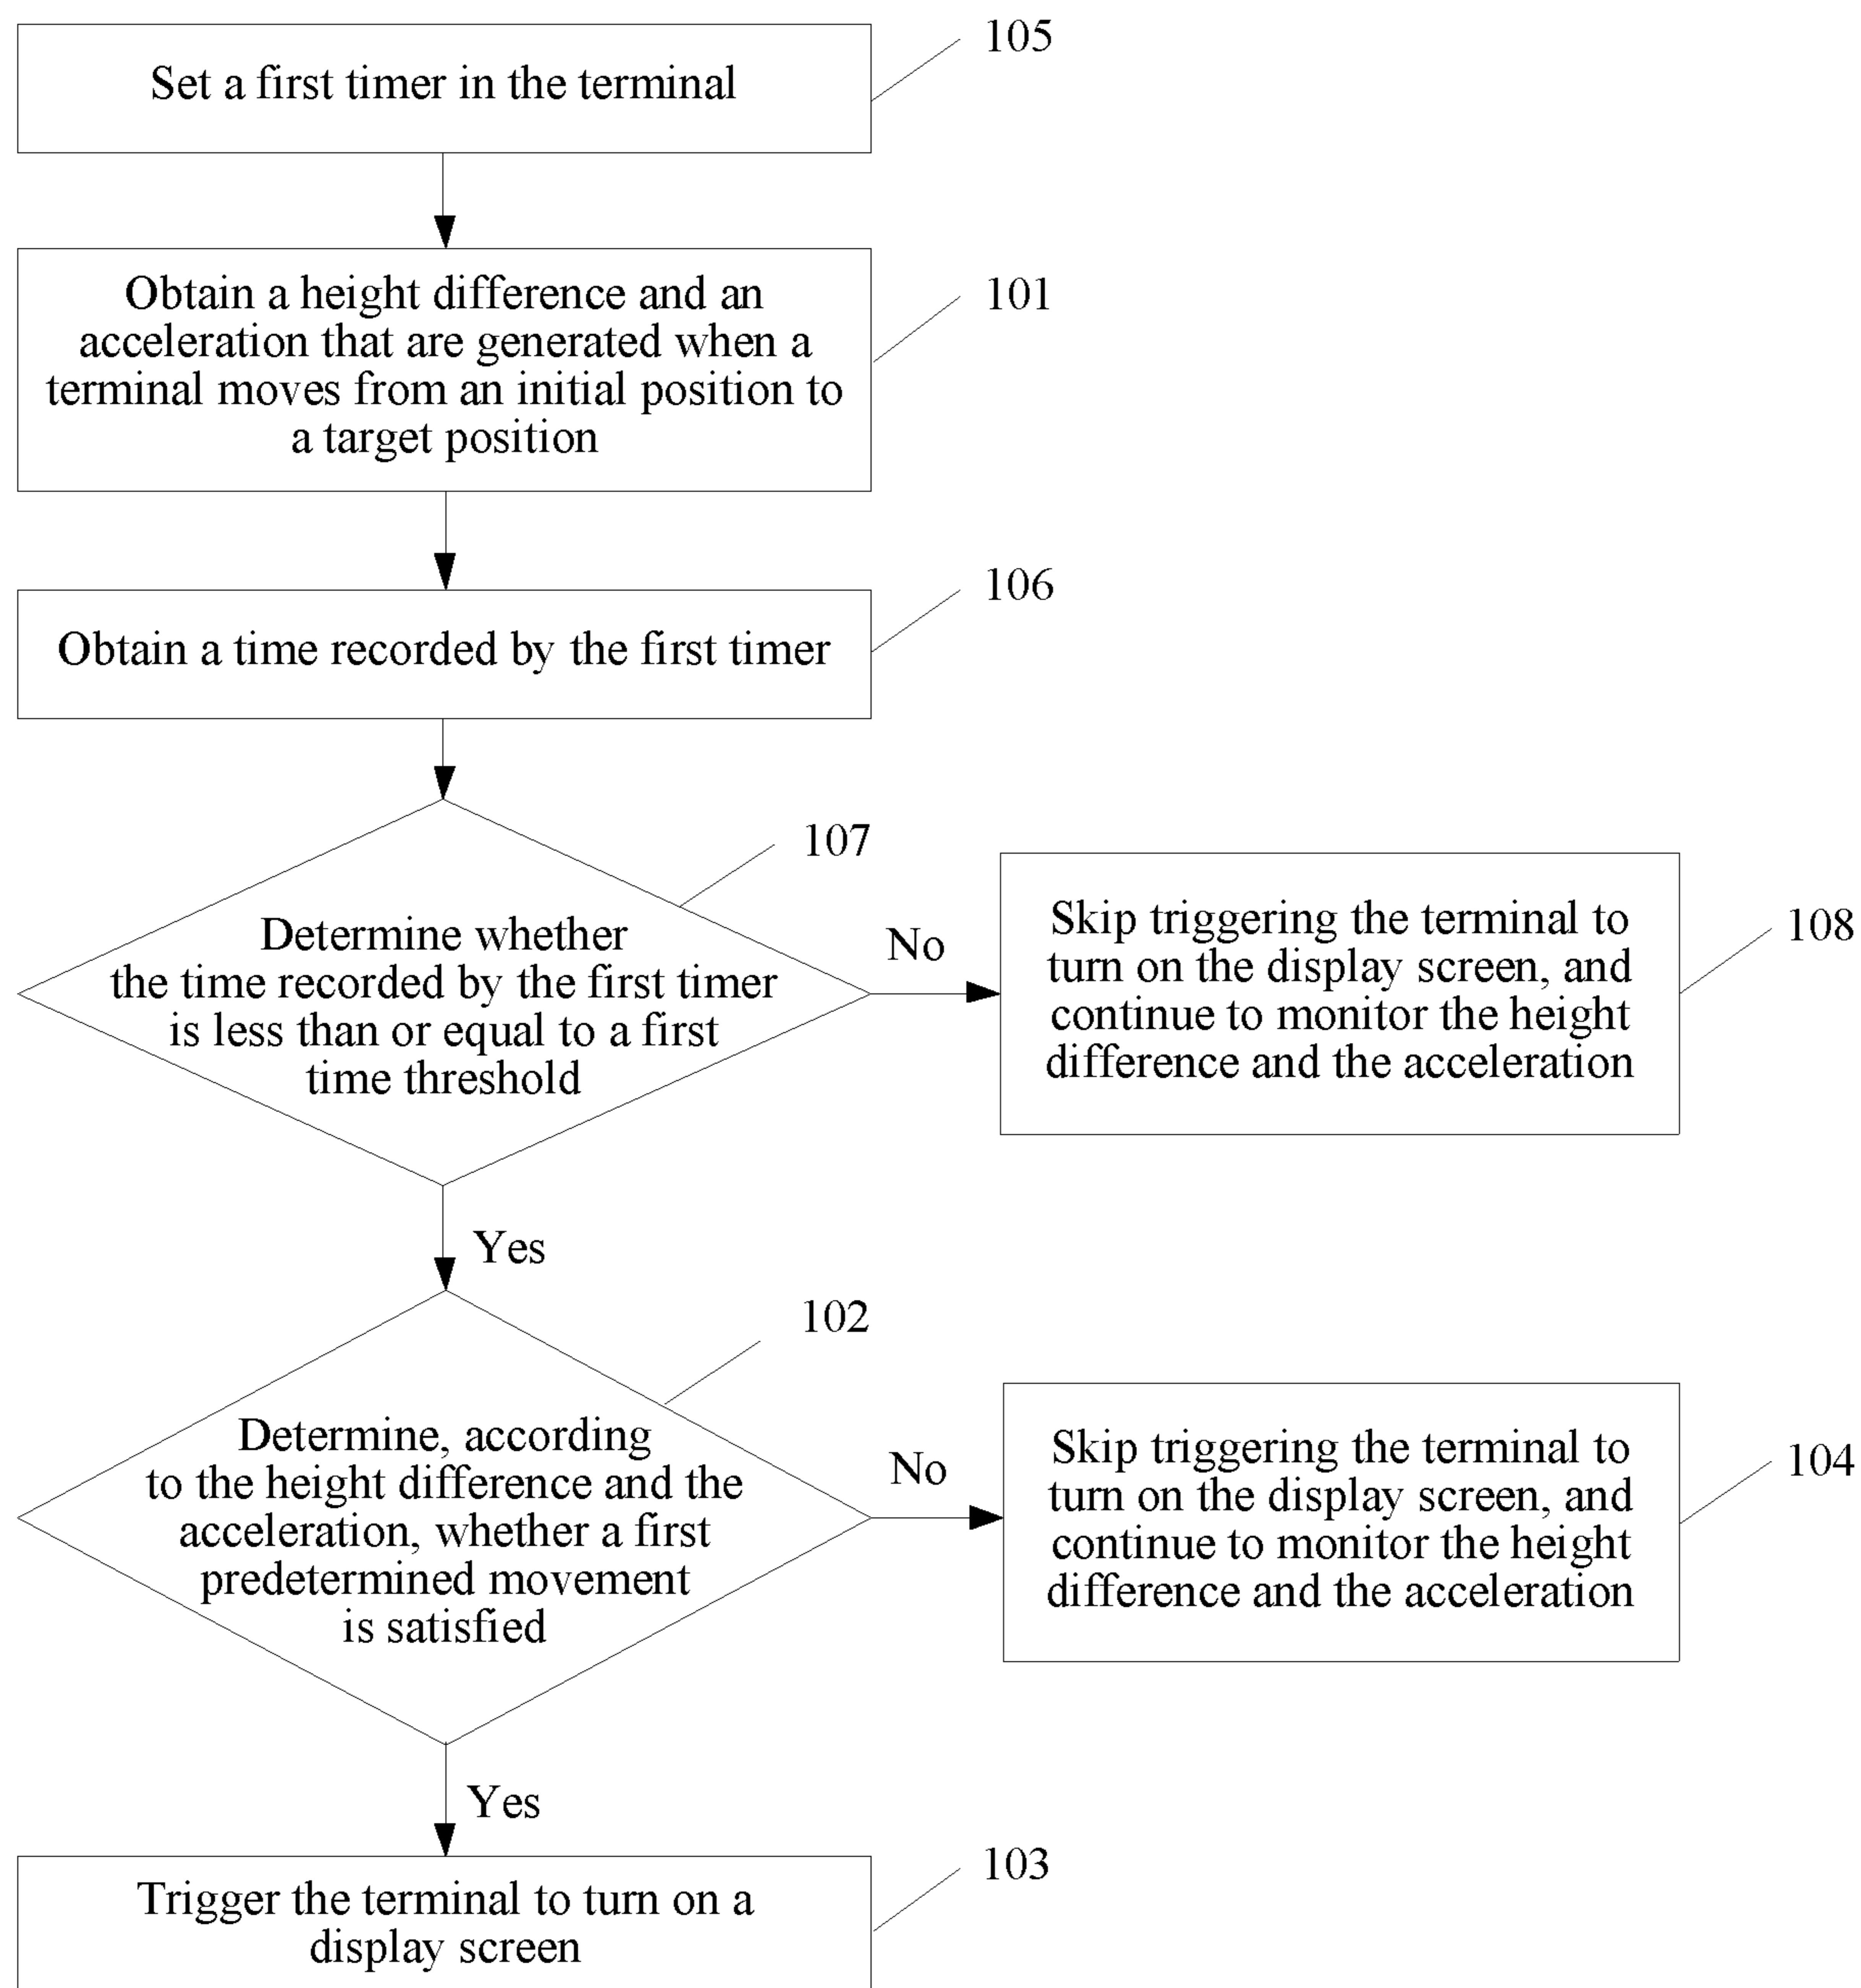 Set a first timer in the terminal
105
Obtain a height difference and an
acceleration that are generated when a
terminal moves from an initial position to
a target position
101
Obtain a time recorded by the first timer
106
Determine whether
the time recorded by the first timer
is less than or equal to a first
time threshold
107
No
Skip triggering the terminal to
turn on the display screen, and
continue to monitor the height
difference and the acceleration
108
Yes
Determine, according
to the height difference and the
acceleration, whether a first
predetermined movement
is satisfied
102
No
Skip triggering the terminal to
turn on the display screen, and
continue to monitor the height
difference and the acceleration
104
Yes
Trigger the terminal to turn on a
display screen
103